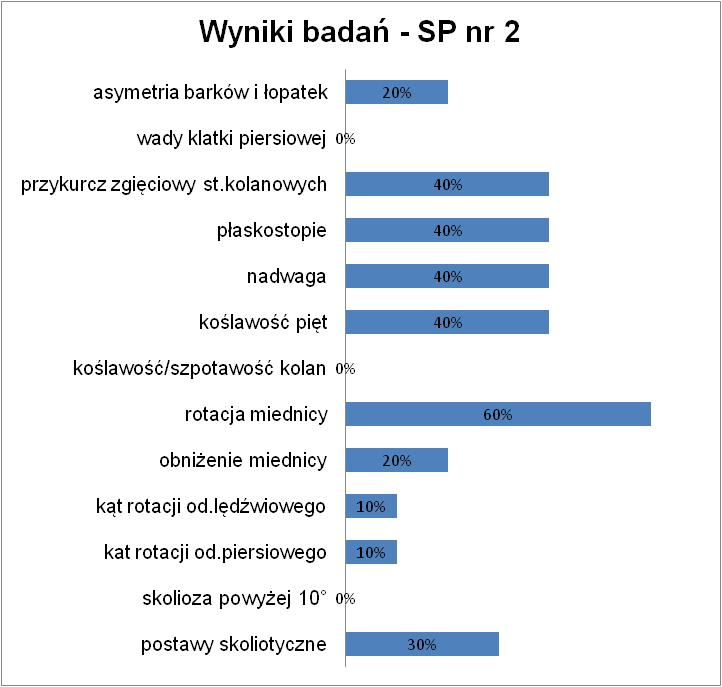 Wyniki badań - SP nr 2
asymetria barków i łopatek 20%
wady klatki piersiowej 0%
przykurcz zgięciowy st.kolanowych 40%
płaskostopie 40%
nadwaga 40%
koślawość pięt 40%
koślawość/szpotawość kolan 0%
rotacja miednicy 60%
obniżenie miednicy 20%
kąt rotacji od.lędźwiowego 10%
kat rotacji od.piersiowego 10%
skolioza powyżej 10° 0%
postawy skoliotyczne 30%